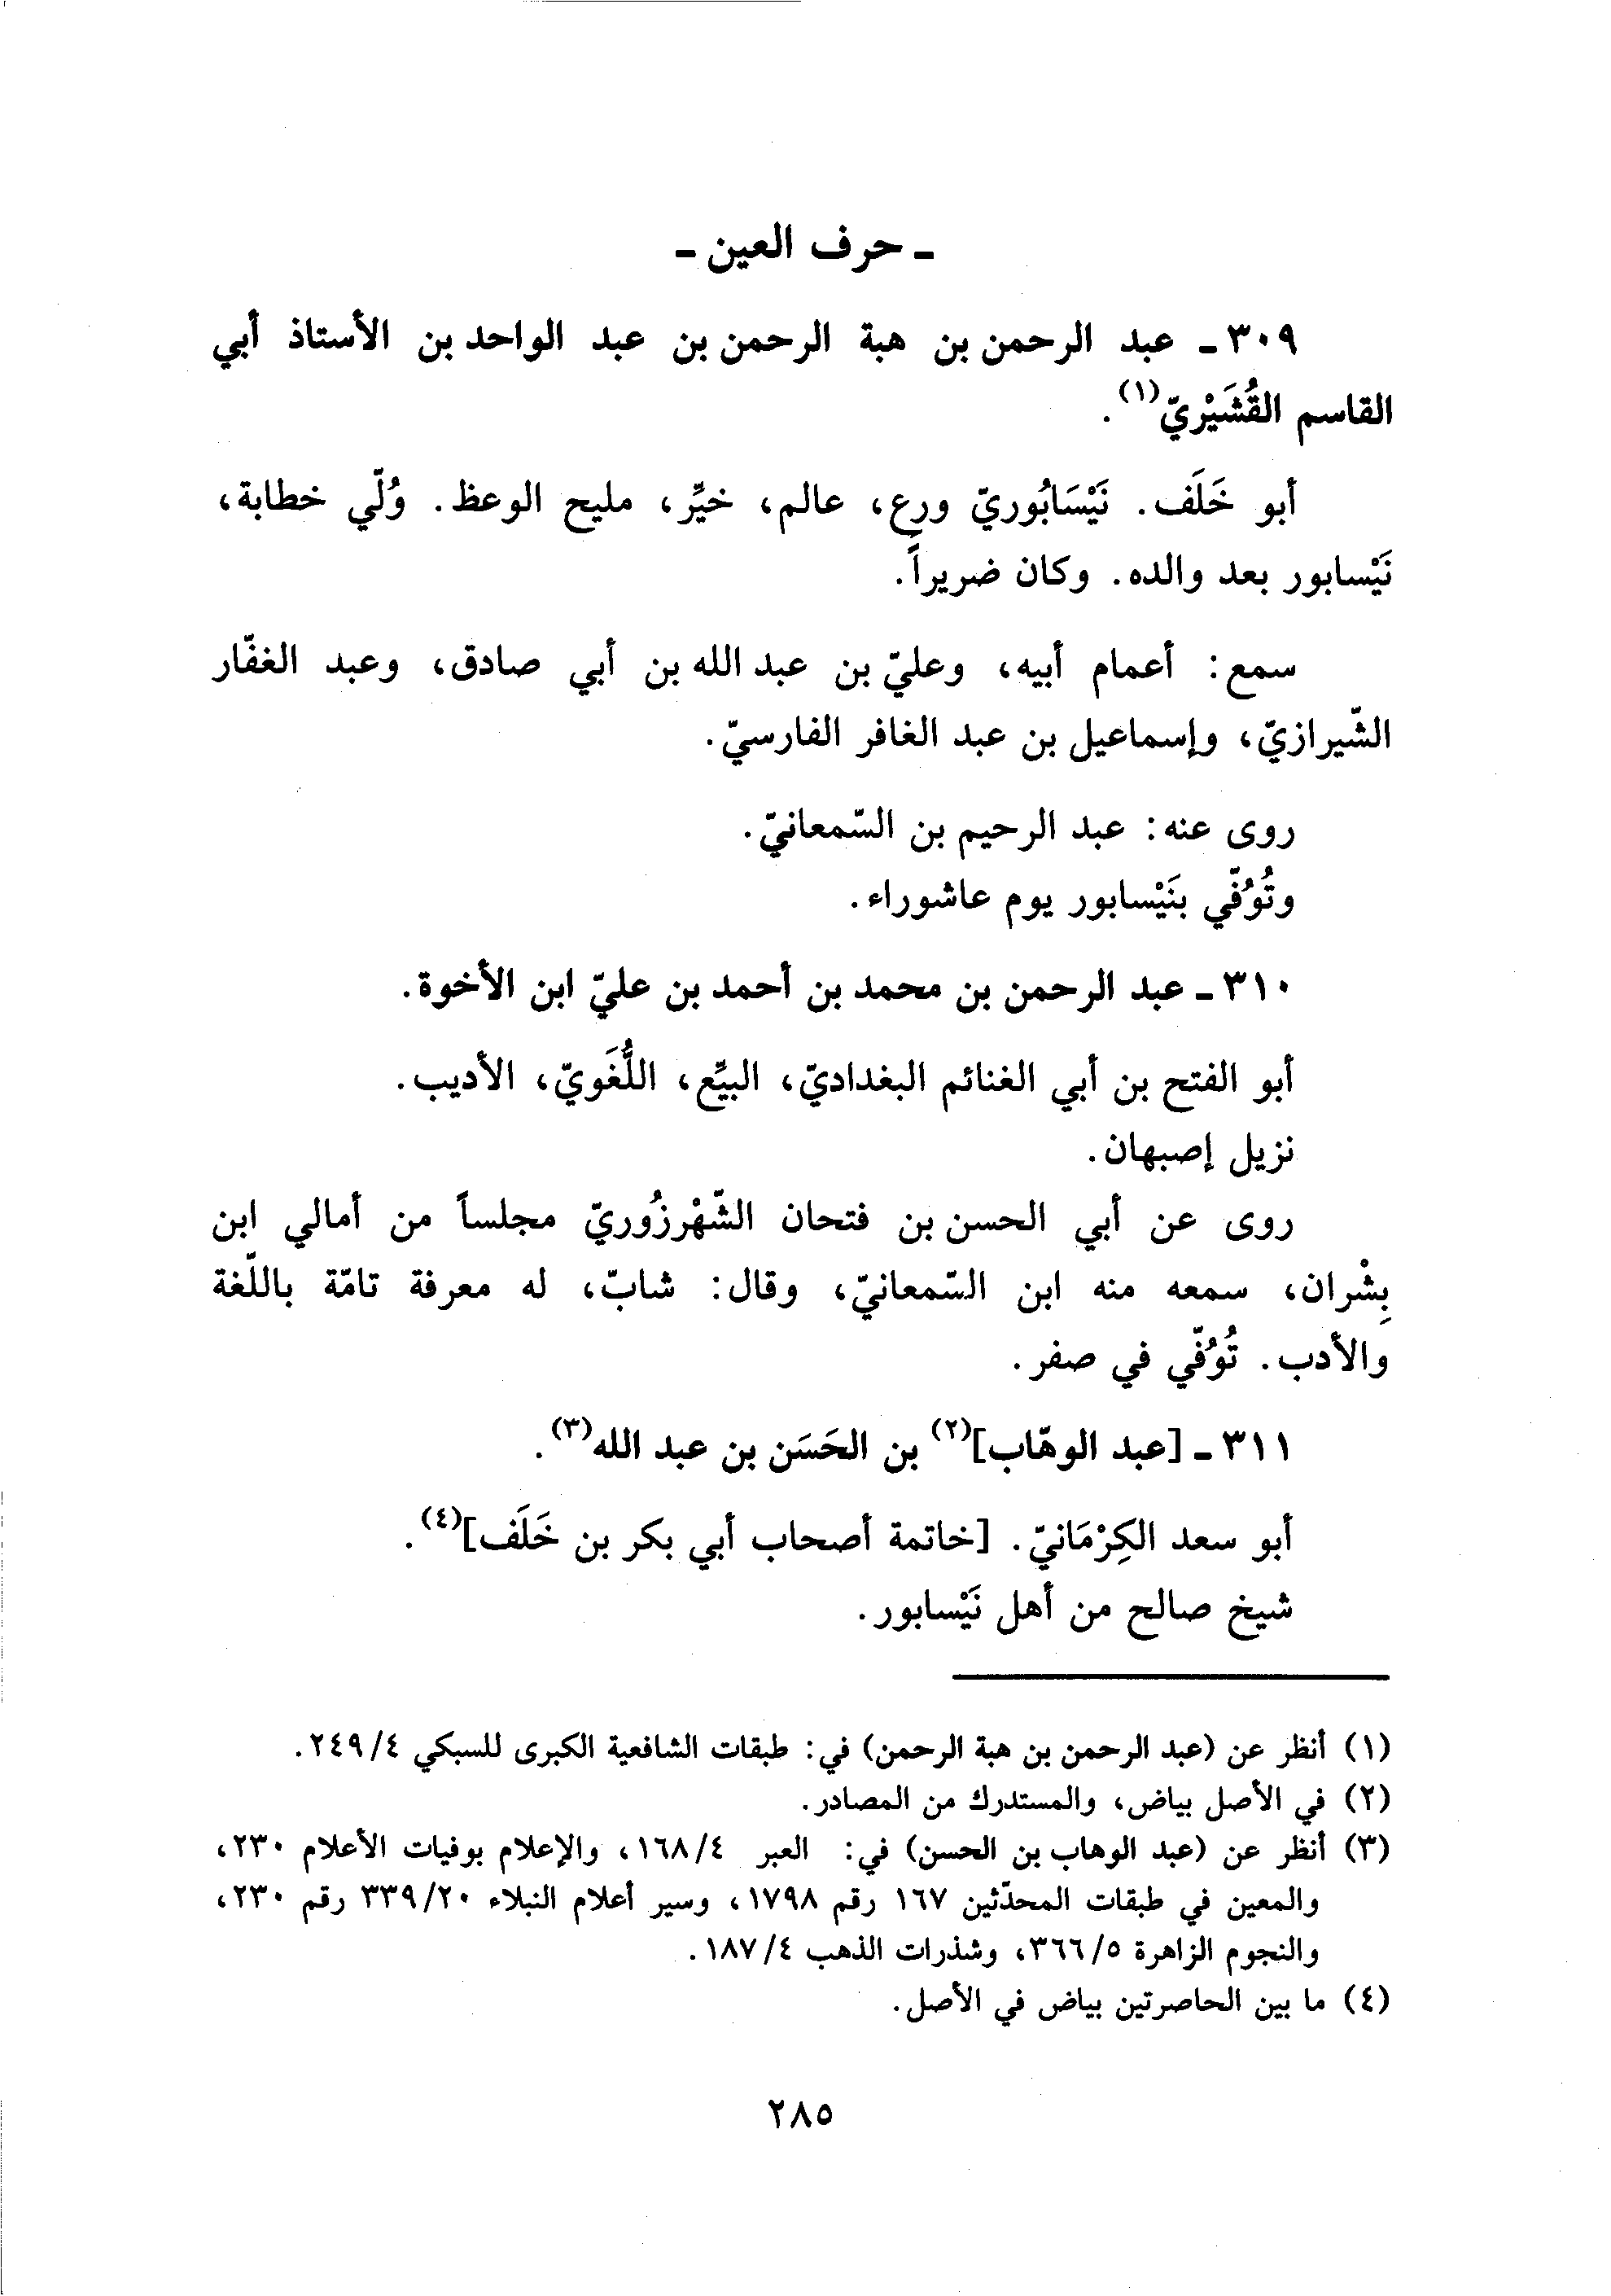 ـ حرف العين ـ
٣٠٩ ـ عبد الرحمن بن هبة الرحمن بن عبد الواحد بن الأستاذ أبي
القاسم القُشَيْريّ(١).
أبو خَلَف. نَيْسَابُوريّ ورع، عالم، خيِّر، مليح الوعظ. وُلّي خطابة،
نَيْسابور بعد والده. وكان ضريراً.
سمع: أعمام أبيه، وعليّ بن عبد الله بن أبي صادق، وعبد الغفّار
الشّيرازيّ، وإسماعيل بن عبد الغافر الفارسيّ.
روى عنه: عبد الرحيم بن السّمعانيّ.
وتُوُفّي بنَيْسابور يوم عاشوراء.
٣١٠ ـ عبد الرحمن بن محمد بن أحمد بن عليّ ابن الأخوة.
أبو الفتح بن أبي الغنائم البغداديّ، البيِّع، اللُّغَويّ، الأديب.
نزيل إصبهان.
روى عن أبي الحسن بن فتحان الشّهْرزُوريّ مجلساً من أمالي ابن
بِشْران، سمعه منه ابن السّمعانيّ، وقال: شابّ، له معرفة تامّة باللّغة
والأدب. تُوُفّي في صفر.
٣١١ ـ [عبد الوهّاب](٢) بن الحَسَن بن عبد الله(٣).
أبو سعد الكِرْمَانيّ. [خاتمة أصحاب أبي بكر بن خَلَف](٤).
شيخ صالح من أهل نَيْسابور.
(١) أنظر عن (عبد الرحمن بن هبة الرحمن) في: طبقات الشافعية الكبرى للسبكي ٢٤٩/٤.
(٢) في الأصل بياض، والمستدرك من المصادر.
(٣) أنظر عن (عبد الوهاب بن الحسن) في: العبر ١٦٨/٤، والإعلام بوفيات الأعلام ٢٣٠،
والمعين في طبقات المحدّثين ١٦٧ رقم ١٧٩٨، وسير أعلام النبلاء ٣٣٩/٢٠ رقم ٢٣٠،
والنجوم الزاهرة ٣٦٦/٥، وشذرات الذهب ١٨٧/٤.
(٤) ما بين الحاصرتين بياض في الأصل.
٢٨٥